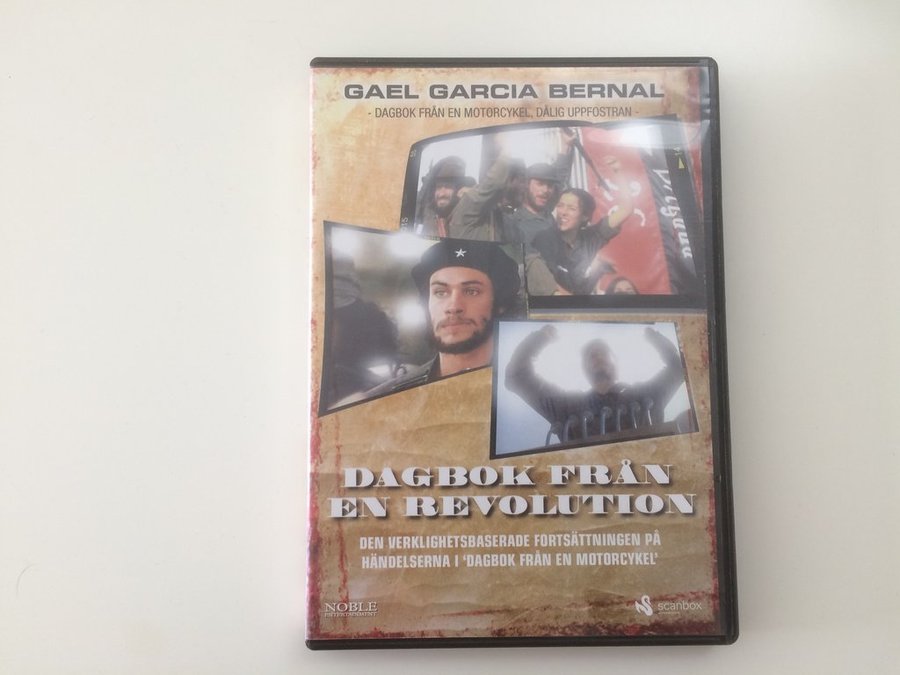 GAEL GARCIA BERNAL
- DAGBOK FRÅN EN MOTORCYKEL, DÅLIG UPPFOSTRAN -
DAGBOK FRÅN
EN REVOLUTION
DEN VERKLIGHETSBASERADE FORTSÄTTNINGEN PÅ
HÄNDELSERNA I 'DAGBOK FRÅN EN MOTORCYKEL'
NOBLE
ENTERTAINMENT
scanbox